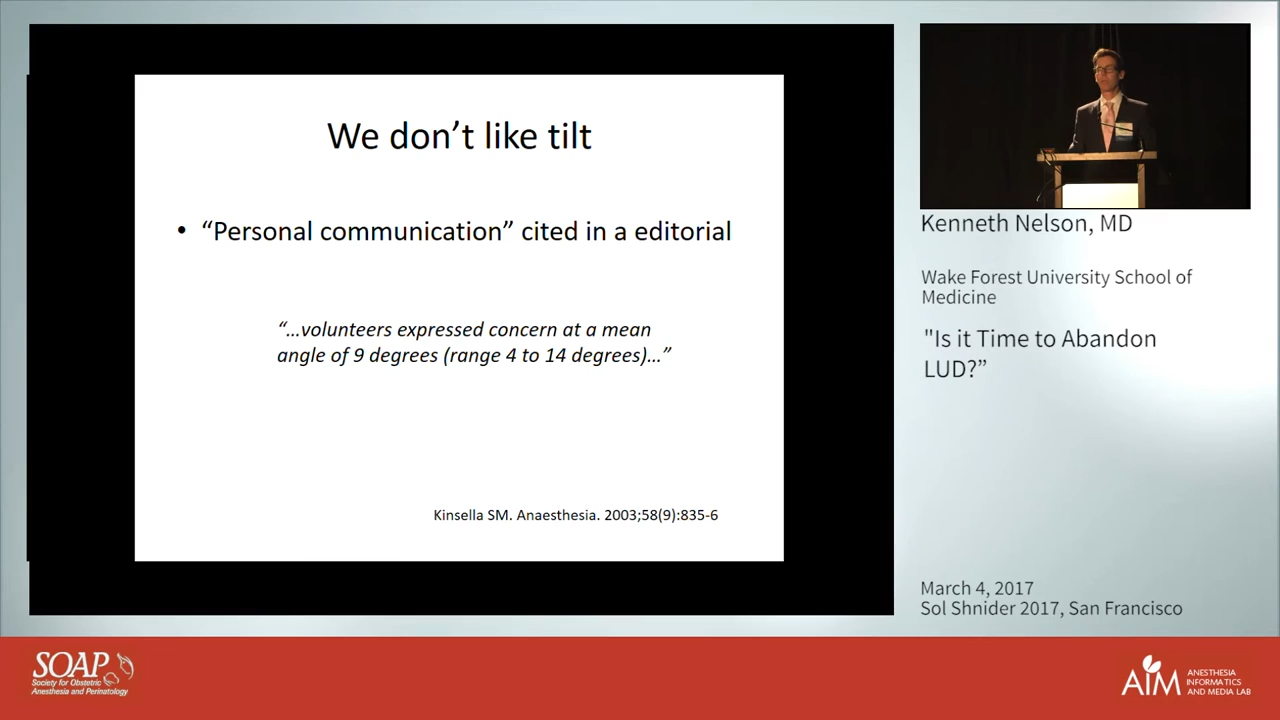 We don’t like tilt
• “Personal communication” cited in a editorial
“…volunteers expressed concern at a mean
angle of 9 degrees (range 4 to 14 degrees)…”
Kinsella SM. Anaesthesia. 2003;58(9):835-6
Kenneth Nelson, MD
Wake Forest University School of
Medicine
"Is it Time to Abandon
LUD?”
March 4, 2017
Sol Shnider 2017, San Francisco
SOAP
Society for Obstetric
Anesthesia and Perinatology
AIM
ANESTHESIA
INFORMATICS
AND MEDIA LAB